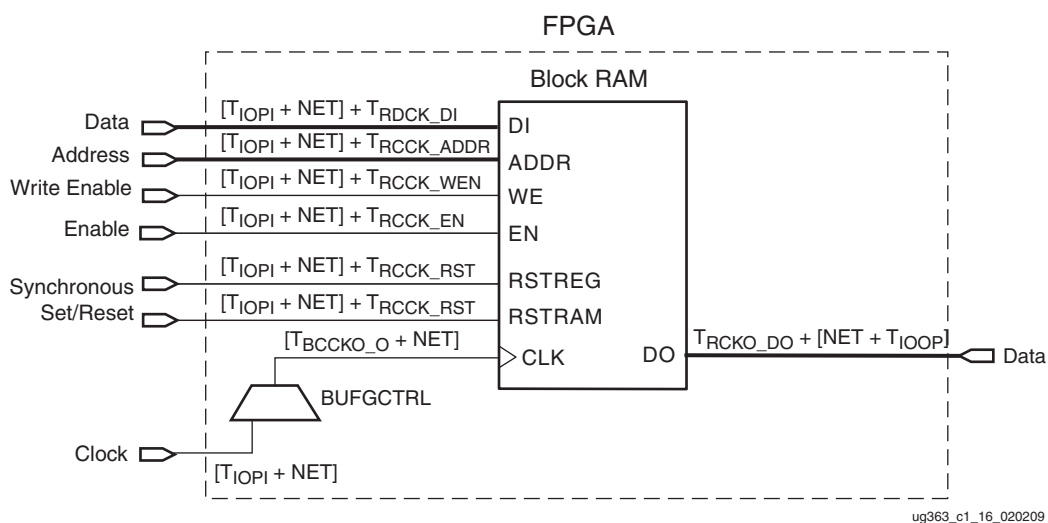 FPGA
Block RAM
Data
[TIOPI + NET] + TRDCK_DI
DI
Address
[TIOPI + NET] + TRCCK_ADDR
ADDR
Write Enable
[TIOPI + NET] + TRCCK_WEN
WE
Enable
[TIOPI + NET] + TRCCK_EN
EN
Synchronous
Set/Reset
[TIOPI + NET] + TRCCK_RST
RSTREG
[TIOPI + NET] + TRCCK_RST
RSTRAM
[TBCCKO_O + NET]
CLK
DO
TRCKO_DO + [NET + TIOOP]
Data
BUFGCTRL
Clock
[TIOPI + NET]
ug363_c1_16_020209